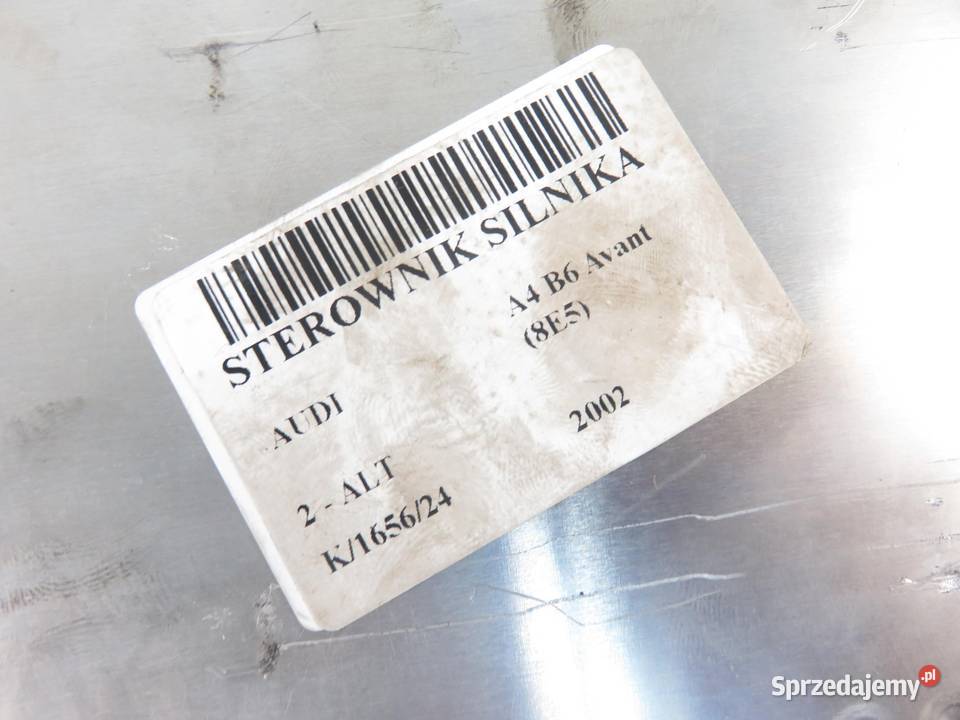 STEROWNIK SILNIKA
AUDI A4 B6 Avant
(8E5)
2 - ALT 2002
K/1656/24
Sprzedajemy.pl